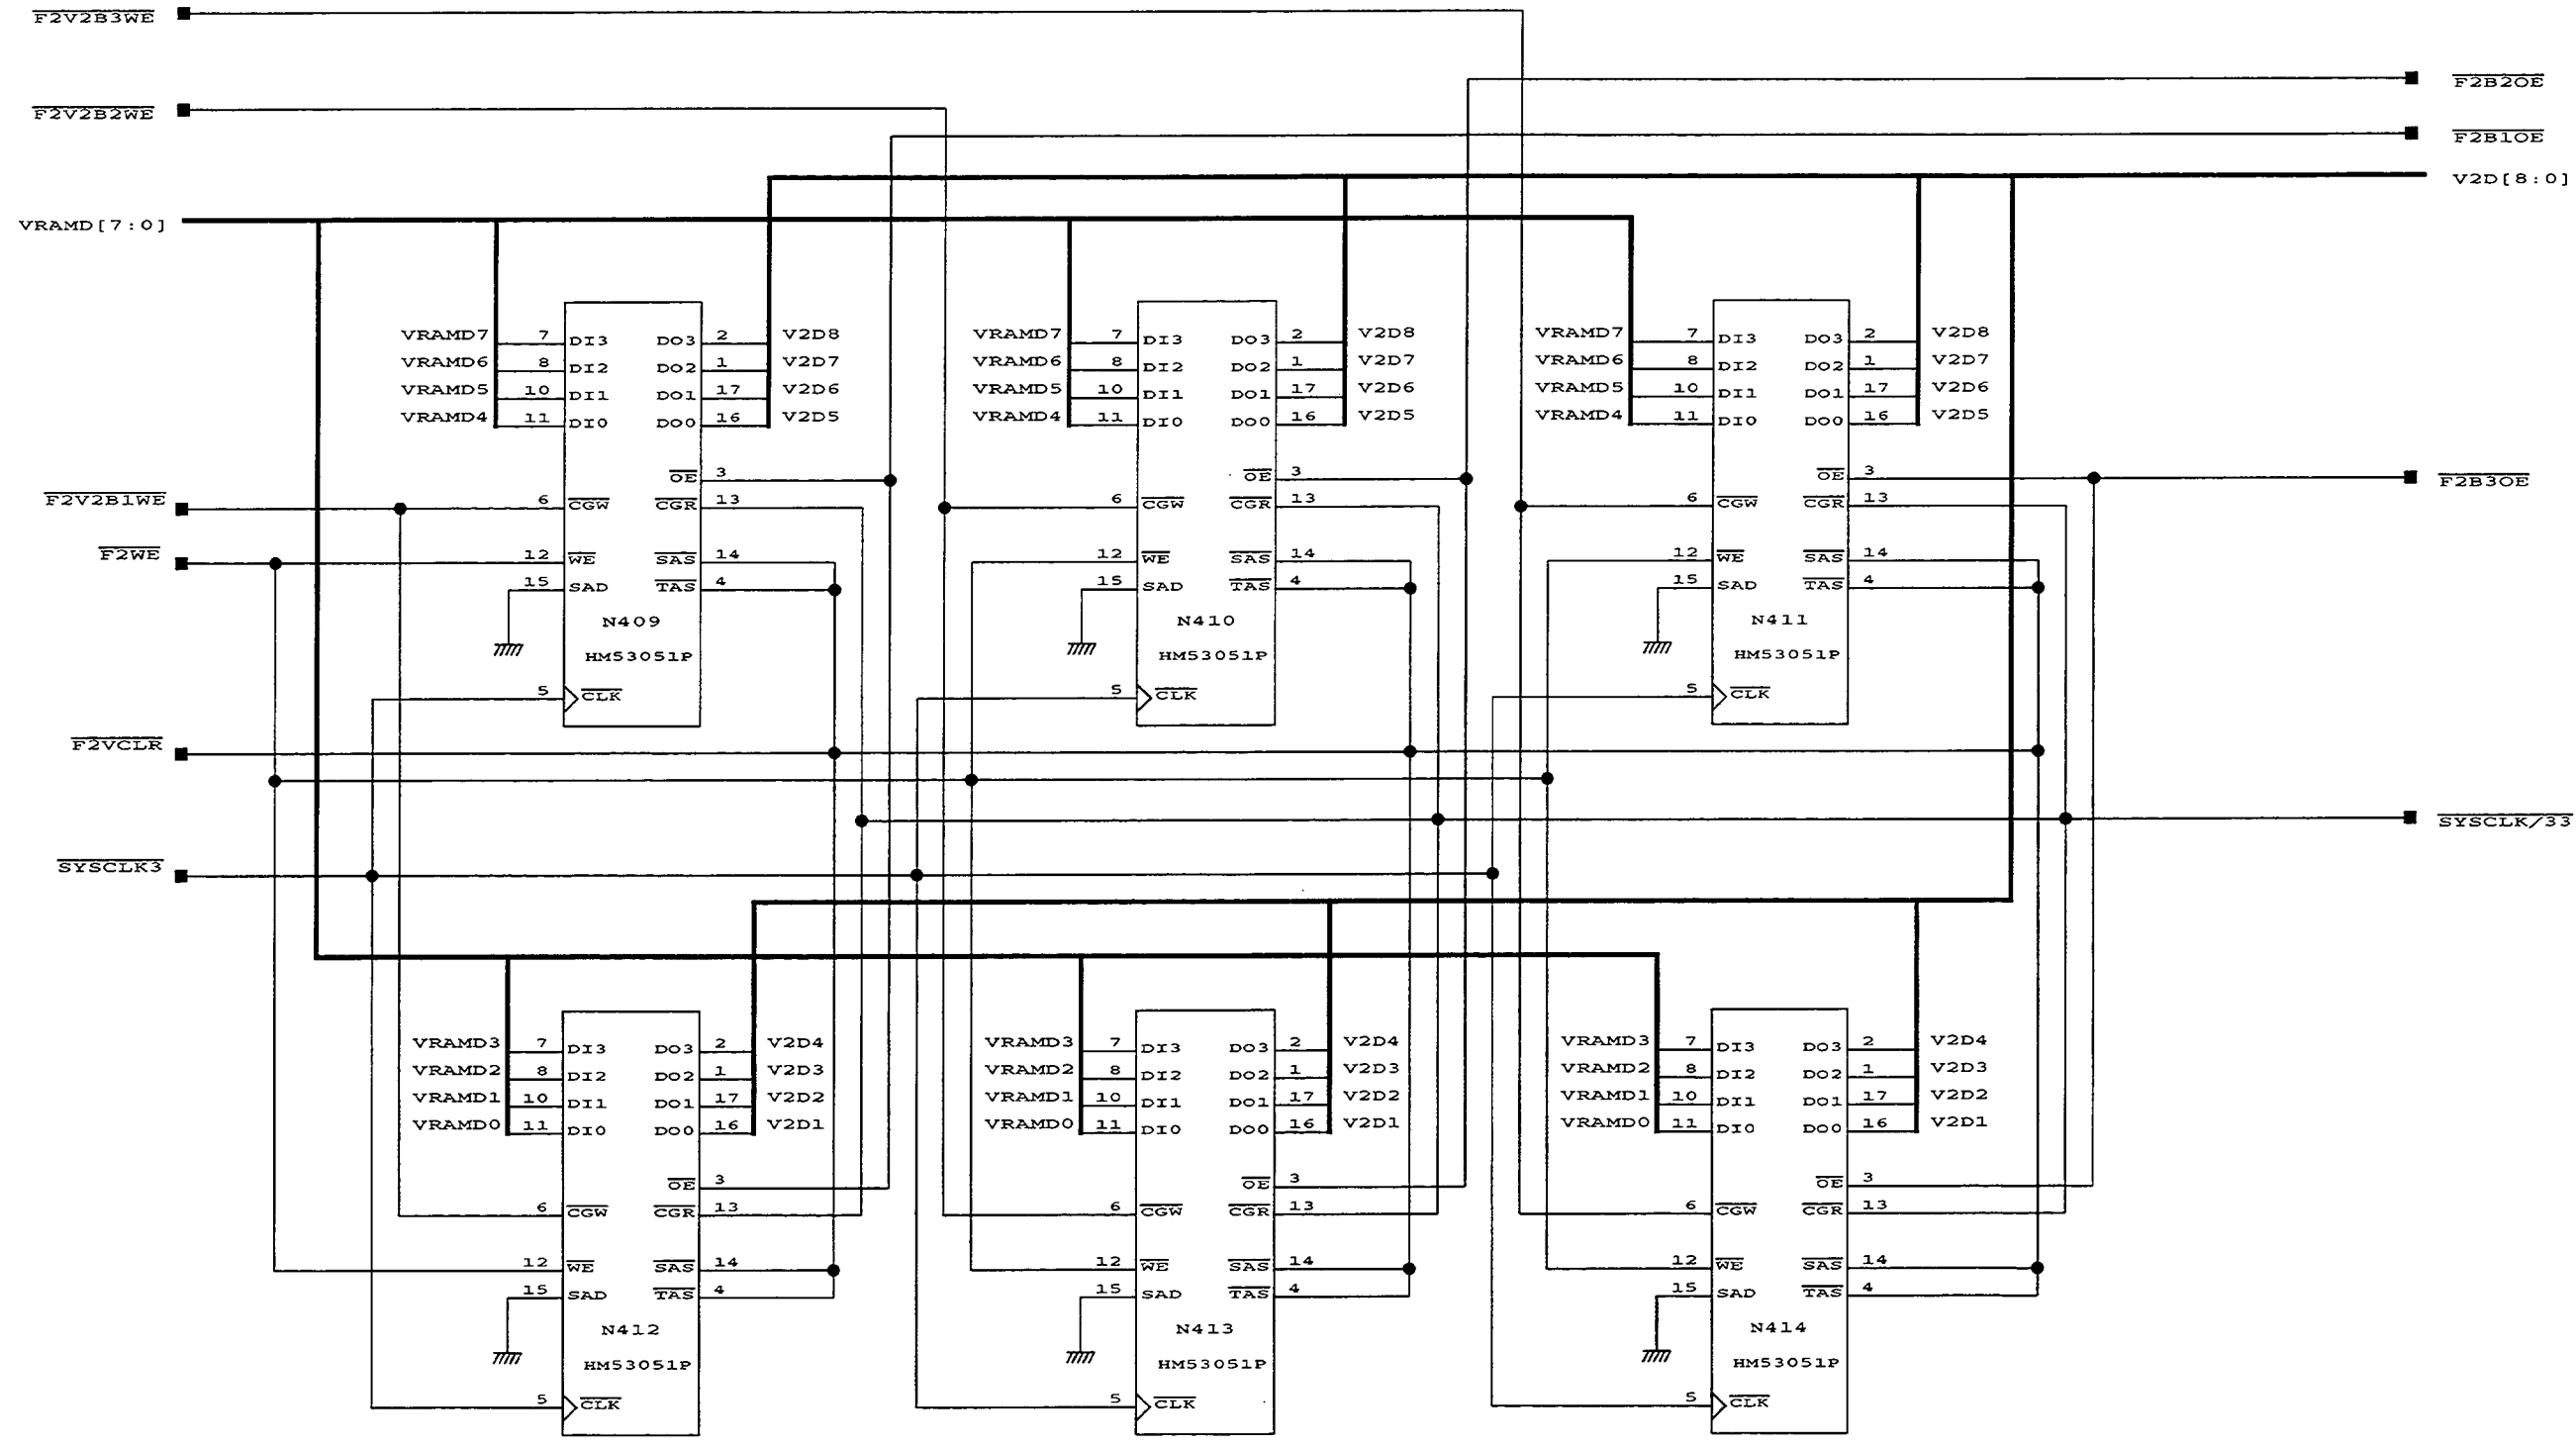 F2V2B3WE
F2B2OE
F2V2B2WE
F2B1OE
V2D[8:0]
VRAMD[7:0]
VRAMD7 7 DI3 DO3 2 V2D8 VRAMD7 7 DI3 DO3 2 V2D8 VRAMD7 7 DI3 DO3 2 V2D8
VRAMD6 8 DI2 DO2 1 V2D7 VRAMD6 8 DI2 DO2 1 V2D7 VRAMD6 8 DI2 DO2 1 V2D7
VRAMD5 10 DI1 DO1 17 V2D6 VRAMD5 10 DI1 DO1 17 V2D6 VRAMD5 10 DI1 DO1 17 V2D6
VRAMD4 11 DI0 DO0 16 V2D5 VRAMD4 11 DI0 DO0 16 V2D5 VRAMD4 11 DI0 DO0 16 V2D5
OE 3 OE 3 OE 3 F2B3OE
F2V2B1WE 6 CGW CGR 13 6 CGW CGR 13 6 CGW CGR 13
F2WE 12 WE SAS 14 12 WE SAS 14 12 WE SAS 14
15 SAD TAS 4 15 SAD TAS 4 15 SAD TAS 4
N409 N410 N411
HM53051P HM53051P HM53051P
5 CLK 5 CLK 5 CLK
F2VCLR
SYSCLK/33
SYSCLK3
VRAMD3 7 DI3 DO3 2 V2D4 VRAMD3 7 DI3 DO3 2 V2D4 VRAMD3 7 DI3 DO3 2 V2D4
VRAMD2 8 DI2 DO2 1 V2D3 VRAMD2 8 DI2 DO2 1 V2D3 VRAMD2 8 DI2 DO2 1 V2D3
VRAMD1 10 DI1 DO1 17 V2D2 VRAMD1 10 DI1 DO1 17 V2D2 VRAMD1 10 DI1 DO1 17 V2D2
VRAMD0 11 DI0 DO0 16 V2D1 VRAMD0 11 DI0 DO0 16 V2D1 VRAMD0 11 DI0 DO0 16 V2D1
OE 3 OE 3 OE 3
6 CGW CGR 13 6 CGW CGR 13 6 CGW CGR 13
12 WE SAS 14 12 WE SAS 14 12 WE SAS 14
15 SAD TAS 4 15 SAD TAS 4 15 SAD TAS 4
N412 N413 N414
HM53051P HM53051P HM53051P
5 CLK 5 CLK 5 CLK